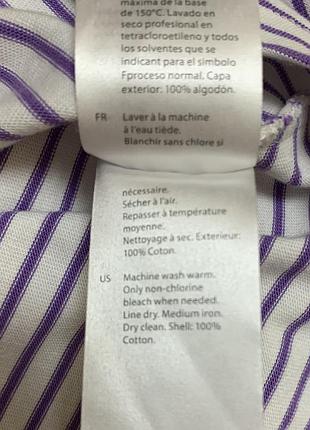 máxima de la base
de 150°C. Lavado en
seco profesional en
tetracloroetileno y todos
los solventes que se
indicant para el simbolo
Fproceso normal. Capa
exterior: 100% algodón.
FR Laver à la machine
à l'eau tiède.
Blanchir sans chlore si
nécessaire.
Sécher à l'air.
Repasser à température
moyenne.
Nettoyage à sec. Exterieur:
100% Coton.
US Machine wash warm.
Only non-chlorine
bleach when needed.
Line dry. Medium iron.
Dry clean. Shell: 100%
Cotton.